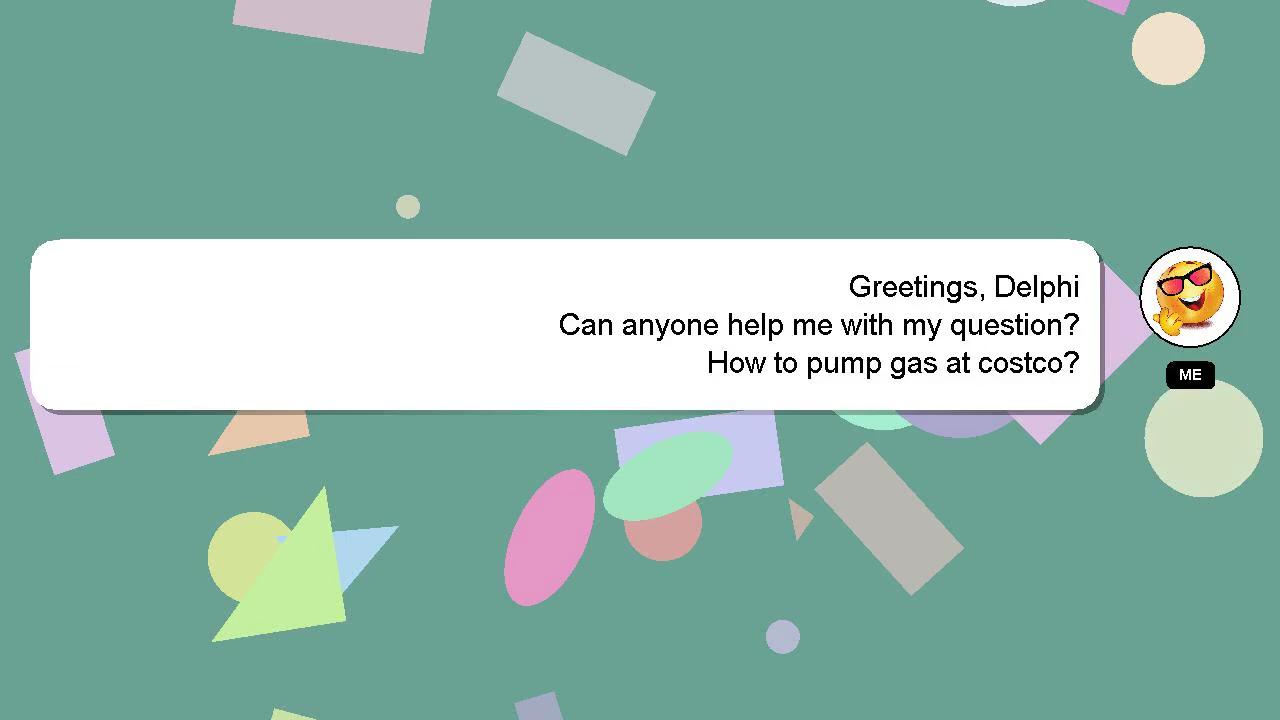 Greetings, Delphi
Can anyone help me with my question?
How to pump gas at costco?
ME